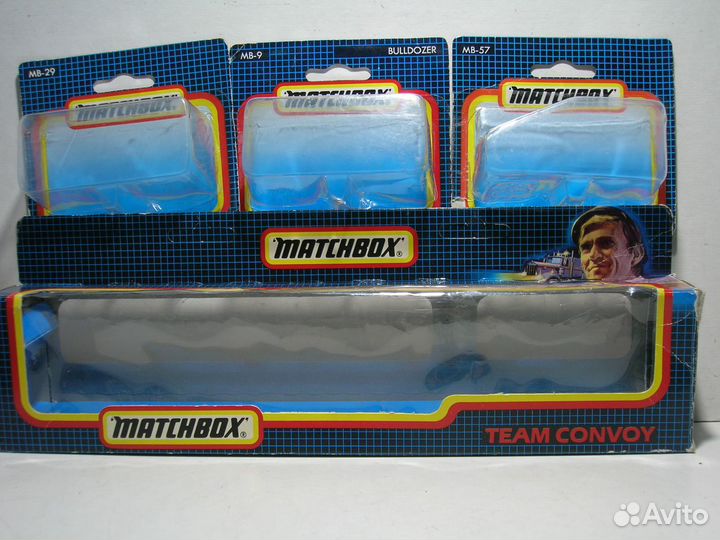 MB-29
MB-9 BULLDOZER
MB-57
"MATCHBOX"
"MATCHBOX"
"MATCHBOX"
"MATCHBOX"®
"MATCHBOX"®
TEAM CONVOY
Avito